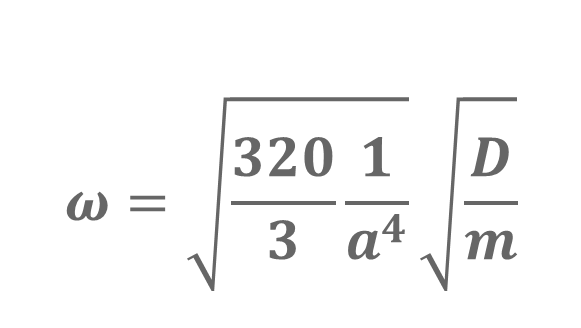 ω = √(320/3 1/a⁴) √(D/m)